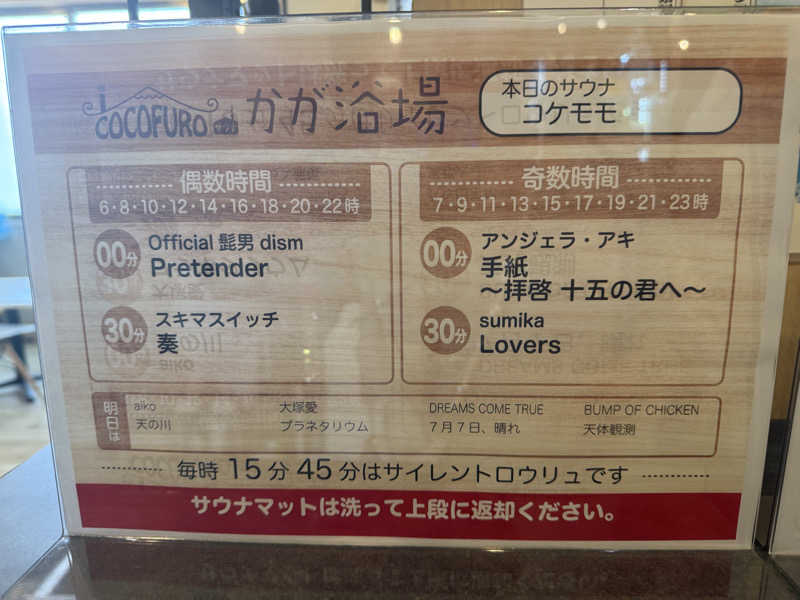 COCOFURO かが浴場
本日のサウナ
コケモモ
偶数時間
6・8・10・12・14・16・18・20・22時
00分
Official 髭男 dism
Pretender
30分
スキマスイッチ
奏
奇数時間
7・9・11・13・15・17・19・21・23時
00分
アンジェラ・アキ
手紙
〜拝啓 十五の君へ〜
30分
sumika
Lovers
明日は
aiko
天の川
大塚愛
プラネタリウム
DREAMS COME TRUE
7月7日、晴れ
BUMP OF CHICKEN
天体観測
毎時 15分 45分はサイレントロウリュです
サウナマットは洗って上段に返却ください。